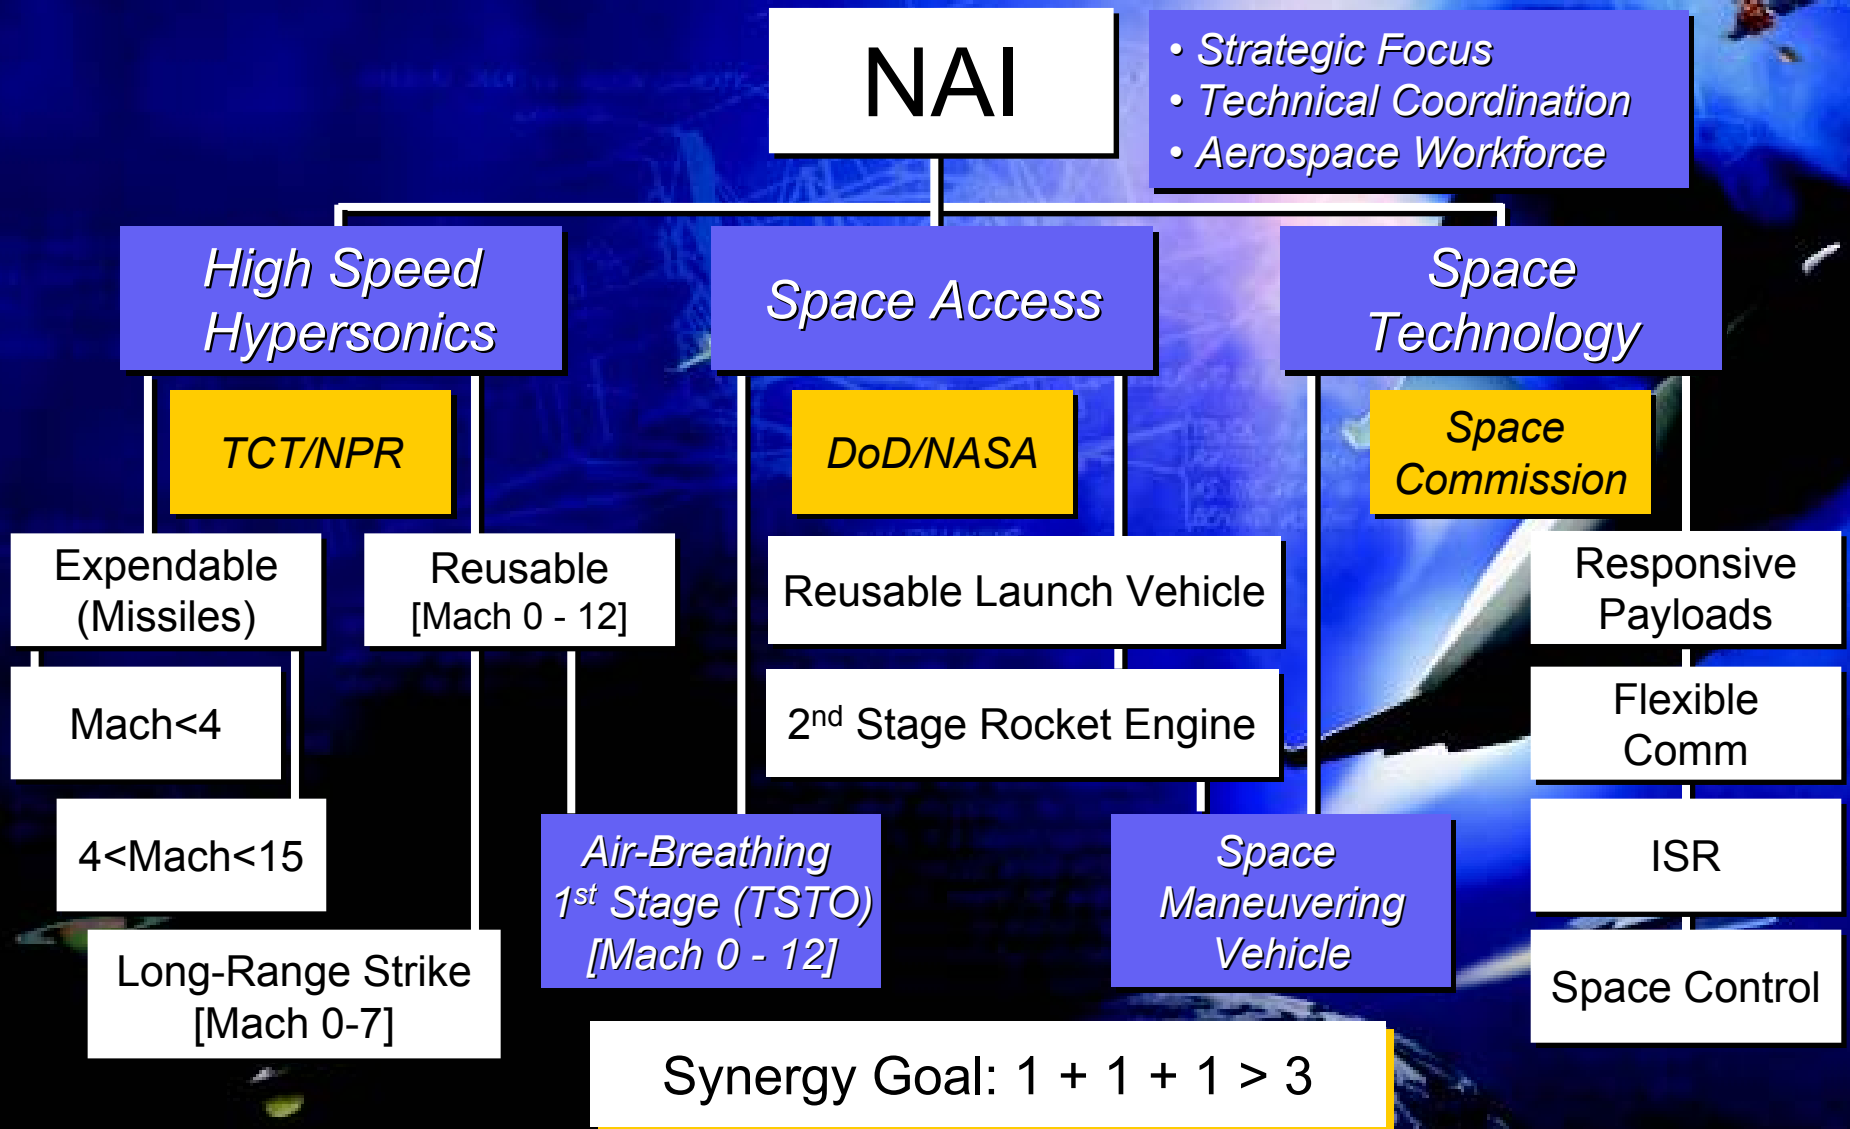 NAI
• Strategic Focus
• Technical Coordination
• Aerospace Workforce
High Speed
Hypersonics
Space Access
Space
Technology
TCT/NPR
DoD/NASA
Space
Commission
Expendable
(Missiles)
Reusable
[Mach 0 - 12]
Reusable Launch Vehicle
Responsive
Payloads
Mach<4
2nd Stage Rocket Engine
Flexible
Comm
4<Mach<15
Air-Breathing
1st Stage (TSTO)
[Mach 0 - 12]
Space
Maneuvering
Vehicle
ISR
Long-Range Strike
[Mach 0-7]
Space Control
Synergy Goal: 1 + 1 + 1 > 3